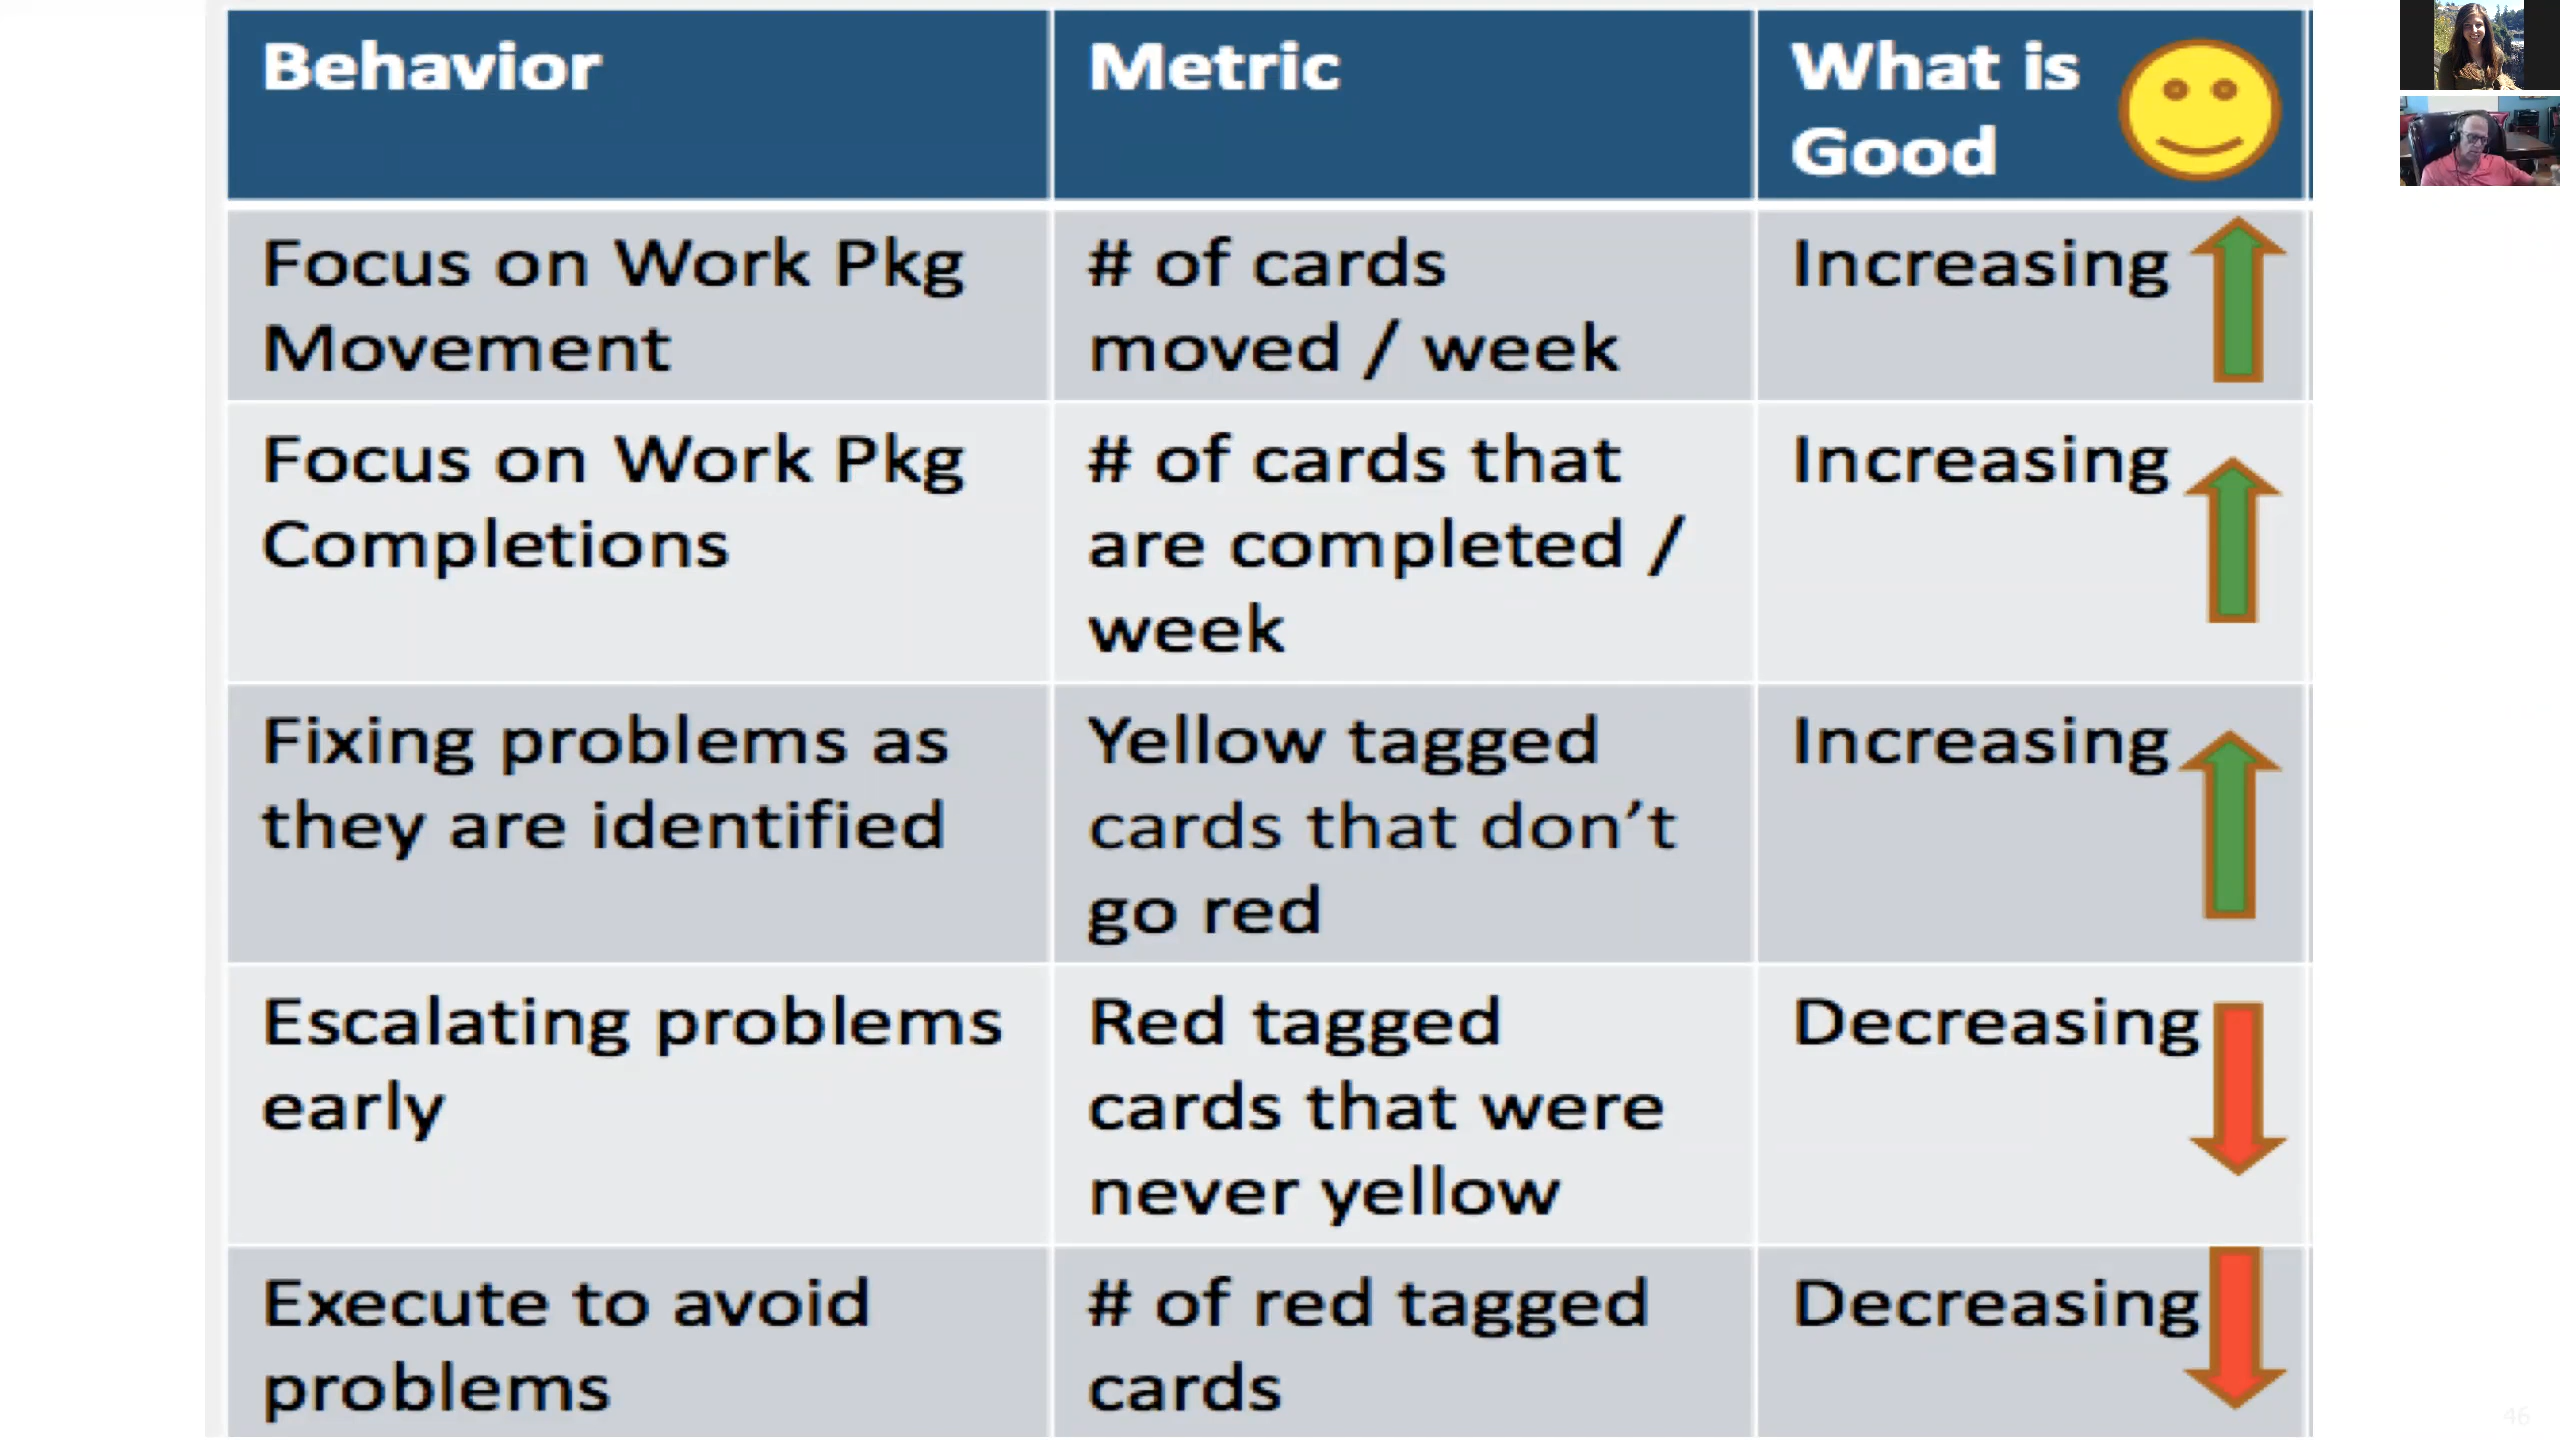 Behavior
Metric
What is
Good
Focus on Work Pkg
Movement
# of cards
moved / week
Increasing
Focus on Work Pkg
Completions
# of cards that
are completed /
week
Increasing
Fixing problems as
they are identified
Yellow tagged
cards that don’t
go red
Increasing
Escalating problems
early
Red tagged
cards that were
never yellow
Decreasing
Execute to avoid
problems
# of red tagged
cards
Decreasing
46